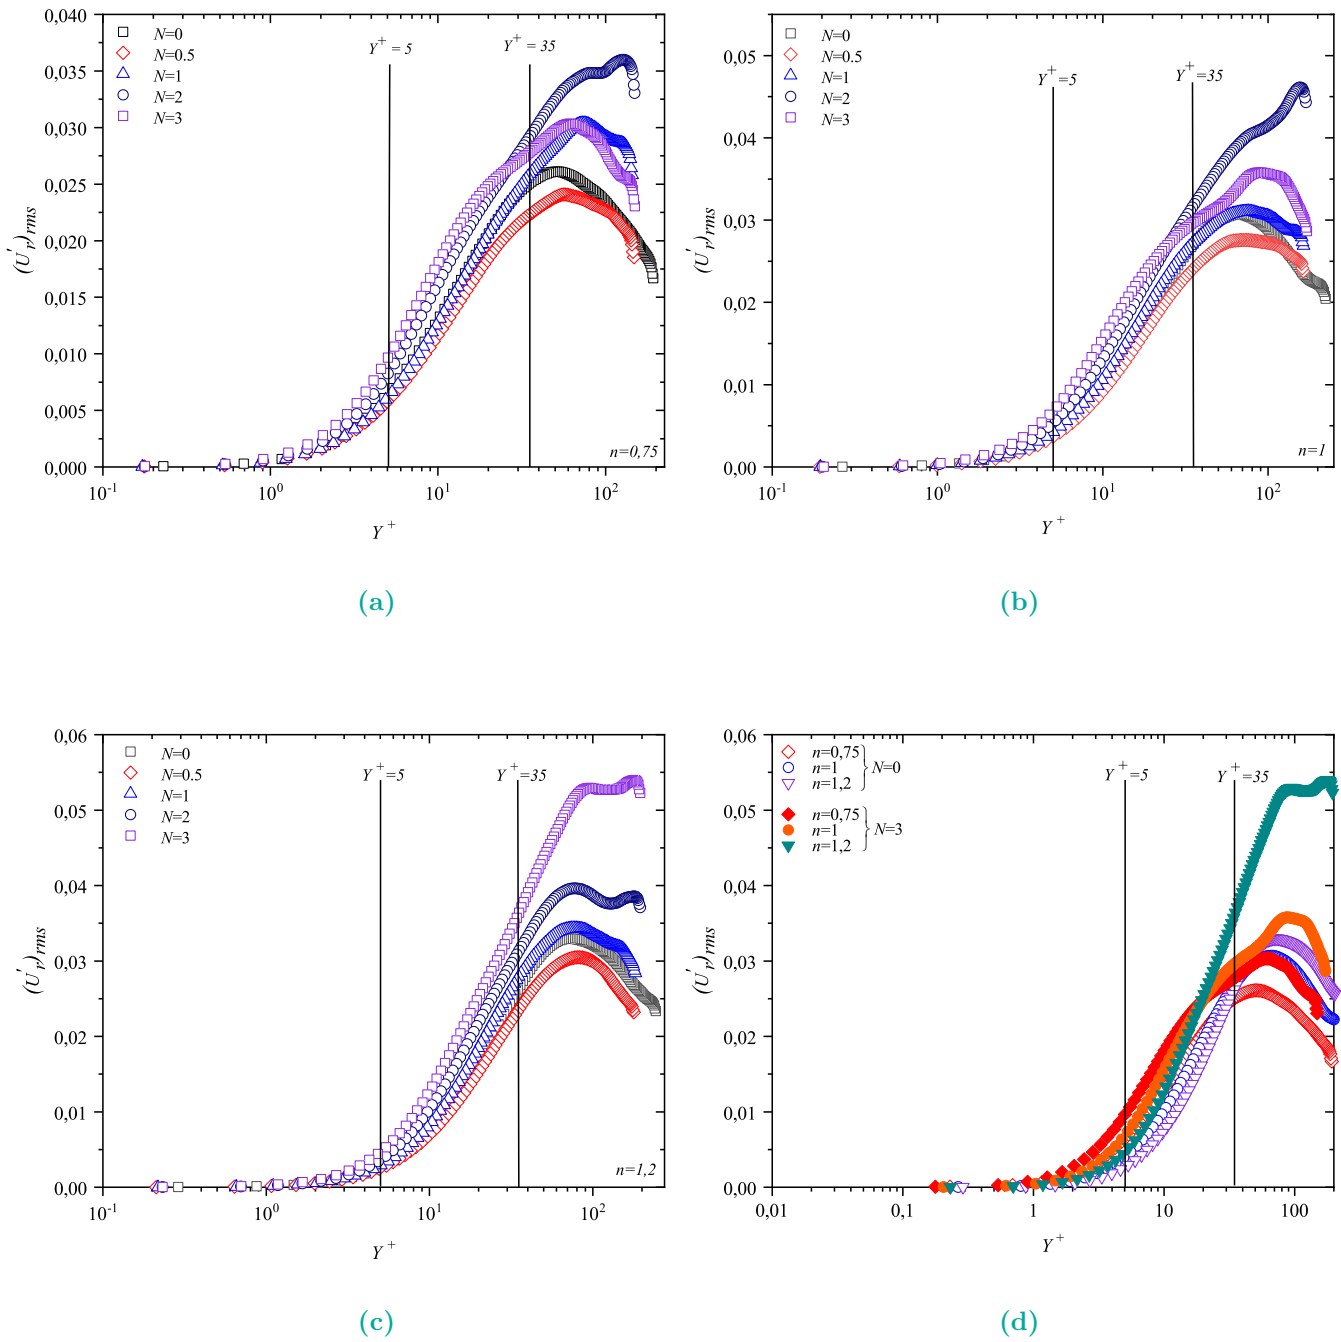 0,040
0,035
0,030
0,025
0,020
0,015
0,010
0,005
0,000
(U'r)rms
N=0
N=0.5
N=1
N=2
N=3
Y+ = 5
Y+ = 35
n=0,75
10-1
100
101
102
Y+
(a)
0,05
0,04
0,03
0,02
0,01
0,00
(U'r)rms
N=0
N=0.5
N=1
N=2
N=3
Y+=5
Y+=35
n=1
10-1
100
101
102
Y+
(b)
0,06
0,05
0,04
0,03
0,02
0,01
0,00
(U'r)rms
N=0
N=0.5
N=1
N=2
N=3
Y+=5
Y+=35
n=1,2
10-1
100
101
102
Y+
(c)
0,06
0,05
0,04
0,03
0,02
0,01
0,00
(U'r)rms
n=0,75
n=1
n=1,2
N=0
n=0,75
n=1
n=1,2
N=3
Y+=5
Y+=35
0,01
0,1
1
10
100
Y+
(d)